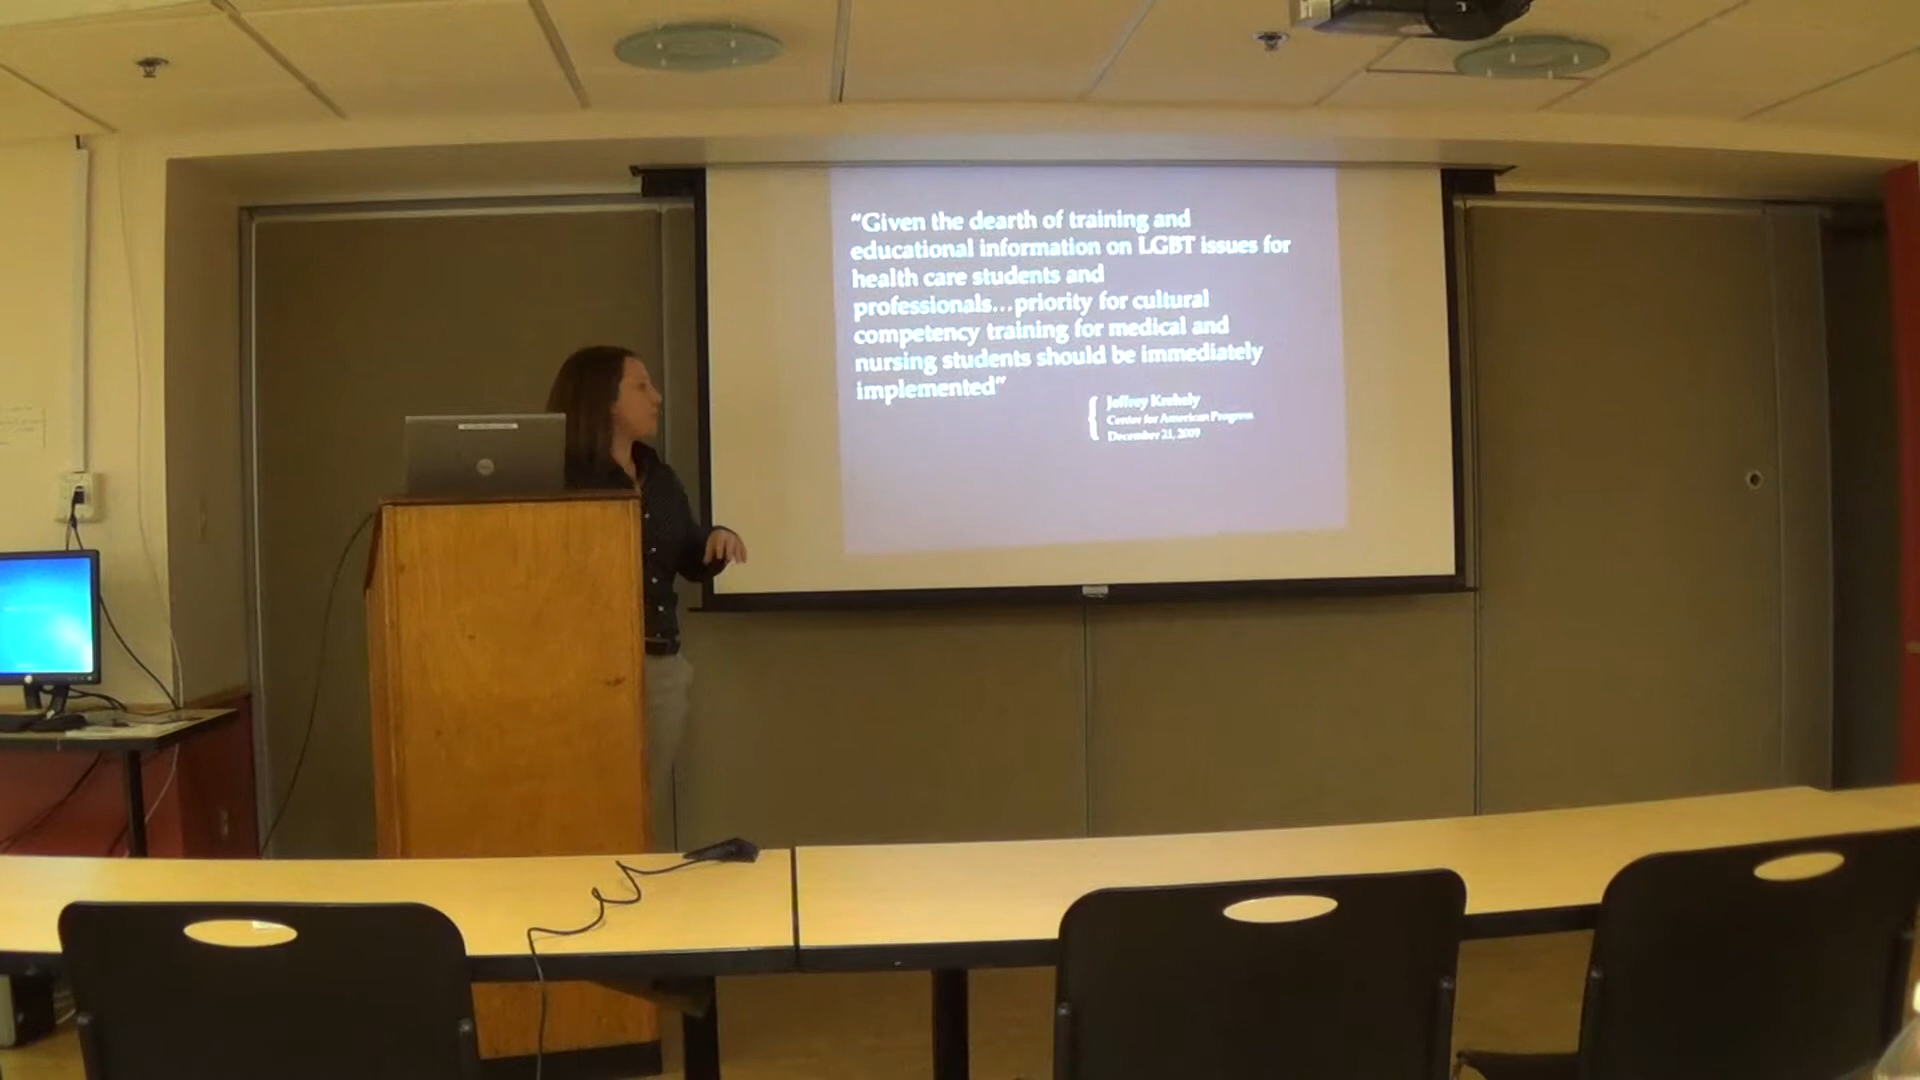 “Given the dearth of training and
educational information on LGBT issues for
health care students and
professionals...priority for cultural
competency training for medical and
nursing students should be immediately
implemented”
Jeffrey Krehely
Center for American Progress
December 21, 2009